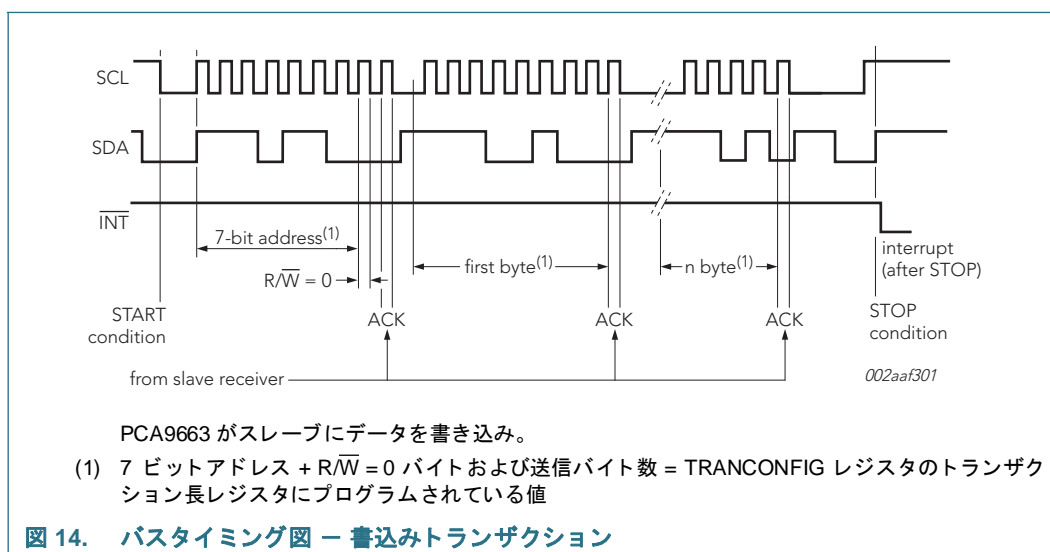 SCL
SDA
INT
7-bit address(1)
R/W = 0
first byte(1)
n byte(1)
interrupt
(after STOP)
START
condition
ACK
ACK
ACK
STOP
condition
from slave receiver
002aaf301
PCA9663 がスレーブにデータを書き込み。
(1) 7 ビットアドレス + R/W = 0 バイトおよび送信バイト数 = TRANCONFIG レジスタのトランザク
ション長レジスタにプログラムされている値
図 14. バスタイミング図 － 書込みトランザクション